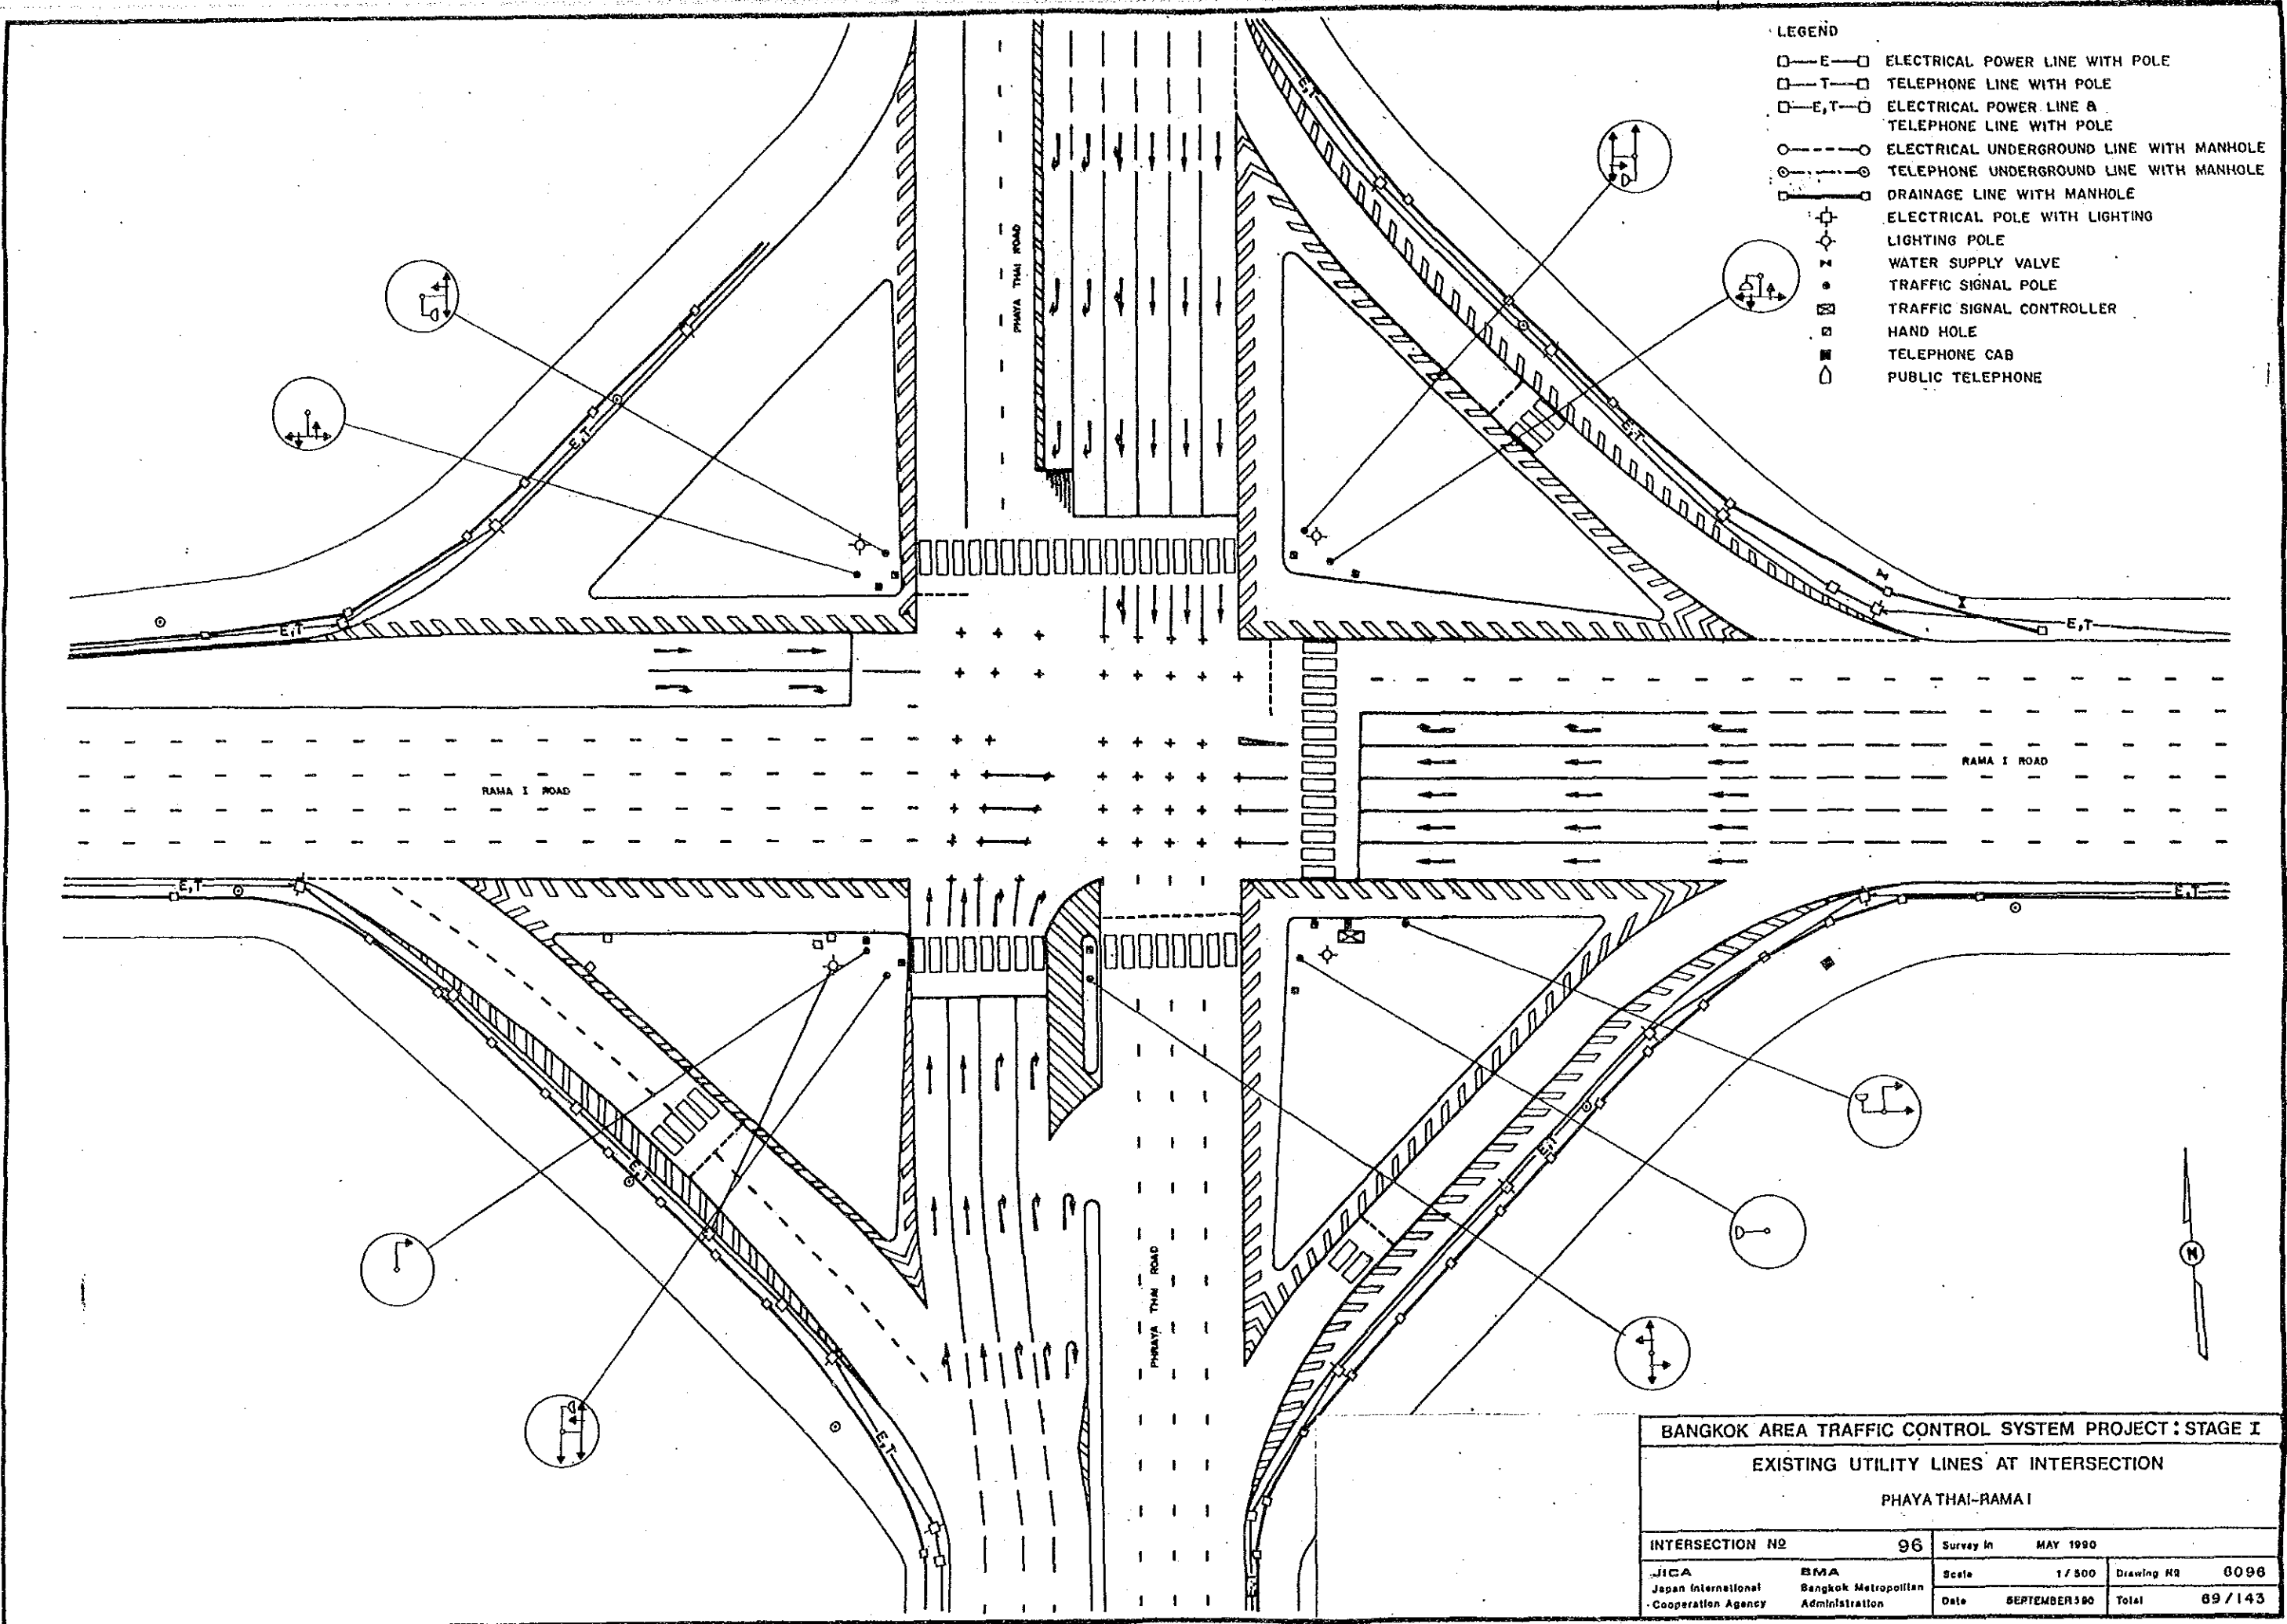 LEGEND
E ELECTRICAL POWER LINE WITH POLE
T TELEPHONE LINE WITH POLE
E,T ELECTRICAL POWER LINE &
TELEPHONE LINE WITH POLE
ELECTRICAL UNDERGROUND LINE WITH MANHOLE
TELEPHONE UNDERGROUND LINE WITH MANHOLE
DRAINAGE LINE WITH MANHOLE
ELECTRICAL POLE WITH LIGHTING
LIGHTING POLE
WATER SUPPLY VALVE
TRAFFIC SIGNAL POLE
TRAFFIC SIGNAL CONTROLLER
HAND HOLE
TELEPHONE CAB
PUBLIC TELEPHONE
E,T
PHAYA THAI ROAD
E,T
E,T
E,T
E,T
RAMA I ROAD
RAMA I ROAD
E,T
E,T
E,T
E,T
PHRAYA THAI ROAD
E,T
N
BANGKOK AREA TRAFFIC CONTROL SYSTEM PROJECT : STAGE I
EXISTING UTILITY LINES AT INTERSECTION
PHAYA THAI-RAMA I
INTERSECTION Nº 96
Survey in MAY 1990
JICA
Japan International
Cooperation Agency
BMA
Bangkok Metropolitan
Administration
Scale 1/500
Drawing Nº 6096
Date SEPTEMBER'90
Total 69/143